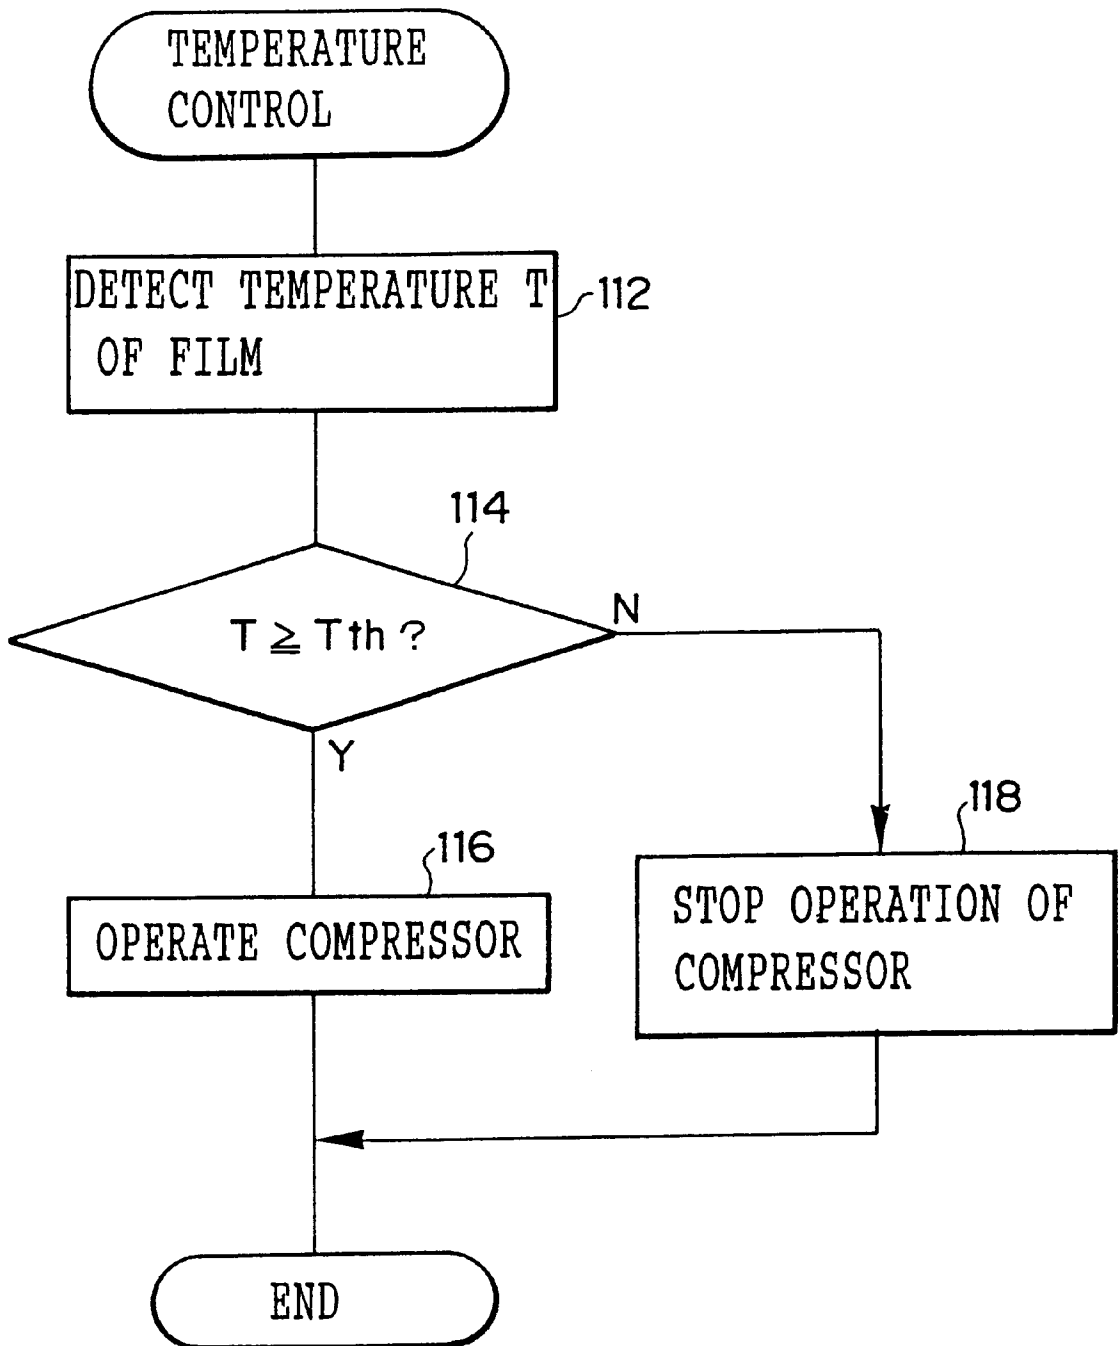 TEMPERATURE
CONTROL
DETECT TEMPERATURE T
OF FILM
112
114
T ≧ Tth ?
N
Y
116
OPERATE COMPRESSOR
118
STOP OPERATION OF
COMPRESSOR
END